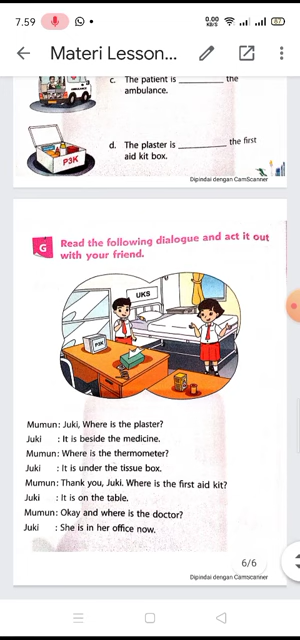 7.59
0.00
KB/S
67
Materi Lesson...
c. The patient is ________ the
ambulance.
AMBULANCE
d. The plaster is ________ the first
aid kit box.
P3K
Dipindai dengan CamScanner
G Read the following dialogue and act it out
with your friend.
UKS
P3K
Mumun: Juki, Where is the plaster?
Juki : It is beside the medicine.
Mumun: Where is the thermometer?
Juki : It is under the tissue box.
Mumun: Thank you, Juki. Where is the first aid kit?
Juki : It is on the table.
Mumun: Okay and where is the doctor?
Juki : She is in her office now.
6/6
Dipindai dengan Camscanner